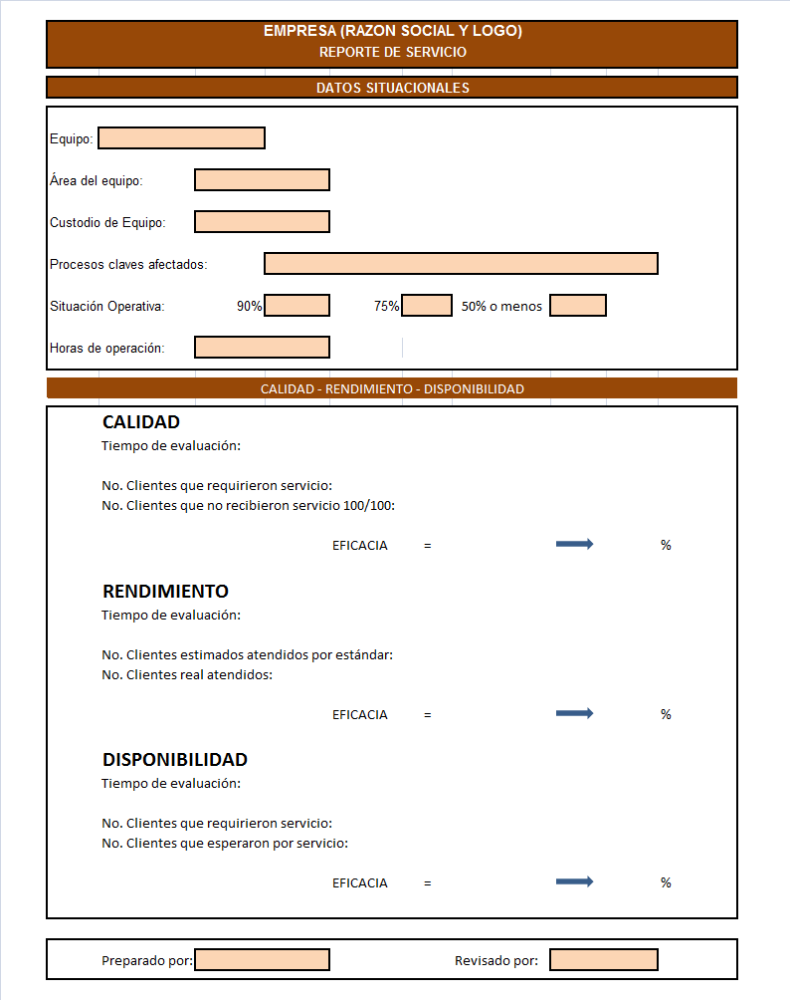 EMPRESA (RAZON SOCIAL Y LOGO)
REPORTE DE SERVICIO
DATOS SITUACIONALES
Equipo:
Área del equipo:
Custodio de Equipo:
Procesos claves afectados:
Situación Operativa: 90% 75% 50% o menos
Horas de operación:
CALIDAD - RENDIMIENTO - DISPONIBILIDAD
CALIDAD
Tiempo de evaluación:
No. Clientes que requirieron servicio:
No. Clientes que no recibieron servicio 100/100:
EFICACIA = %
RENDIMIENTO
Tiempo de evaluación:
No. Clientes estimados atendidos por estándar:
No. Clientes real atendidos:
EFICACIA = %
DISPONIBILIDAD
Tiempo de evaluación:
No. Clientes que requirieron servicio:
No. Clientes que esperaron por servicio:
EFICACIA = %
Preparado por: Revisado por: